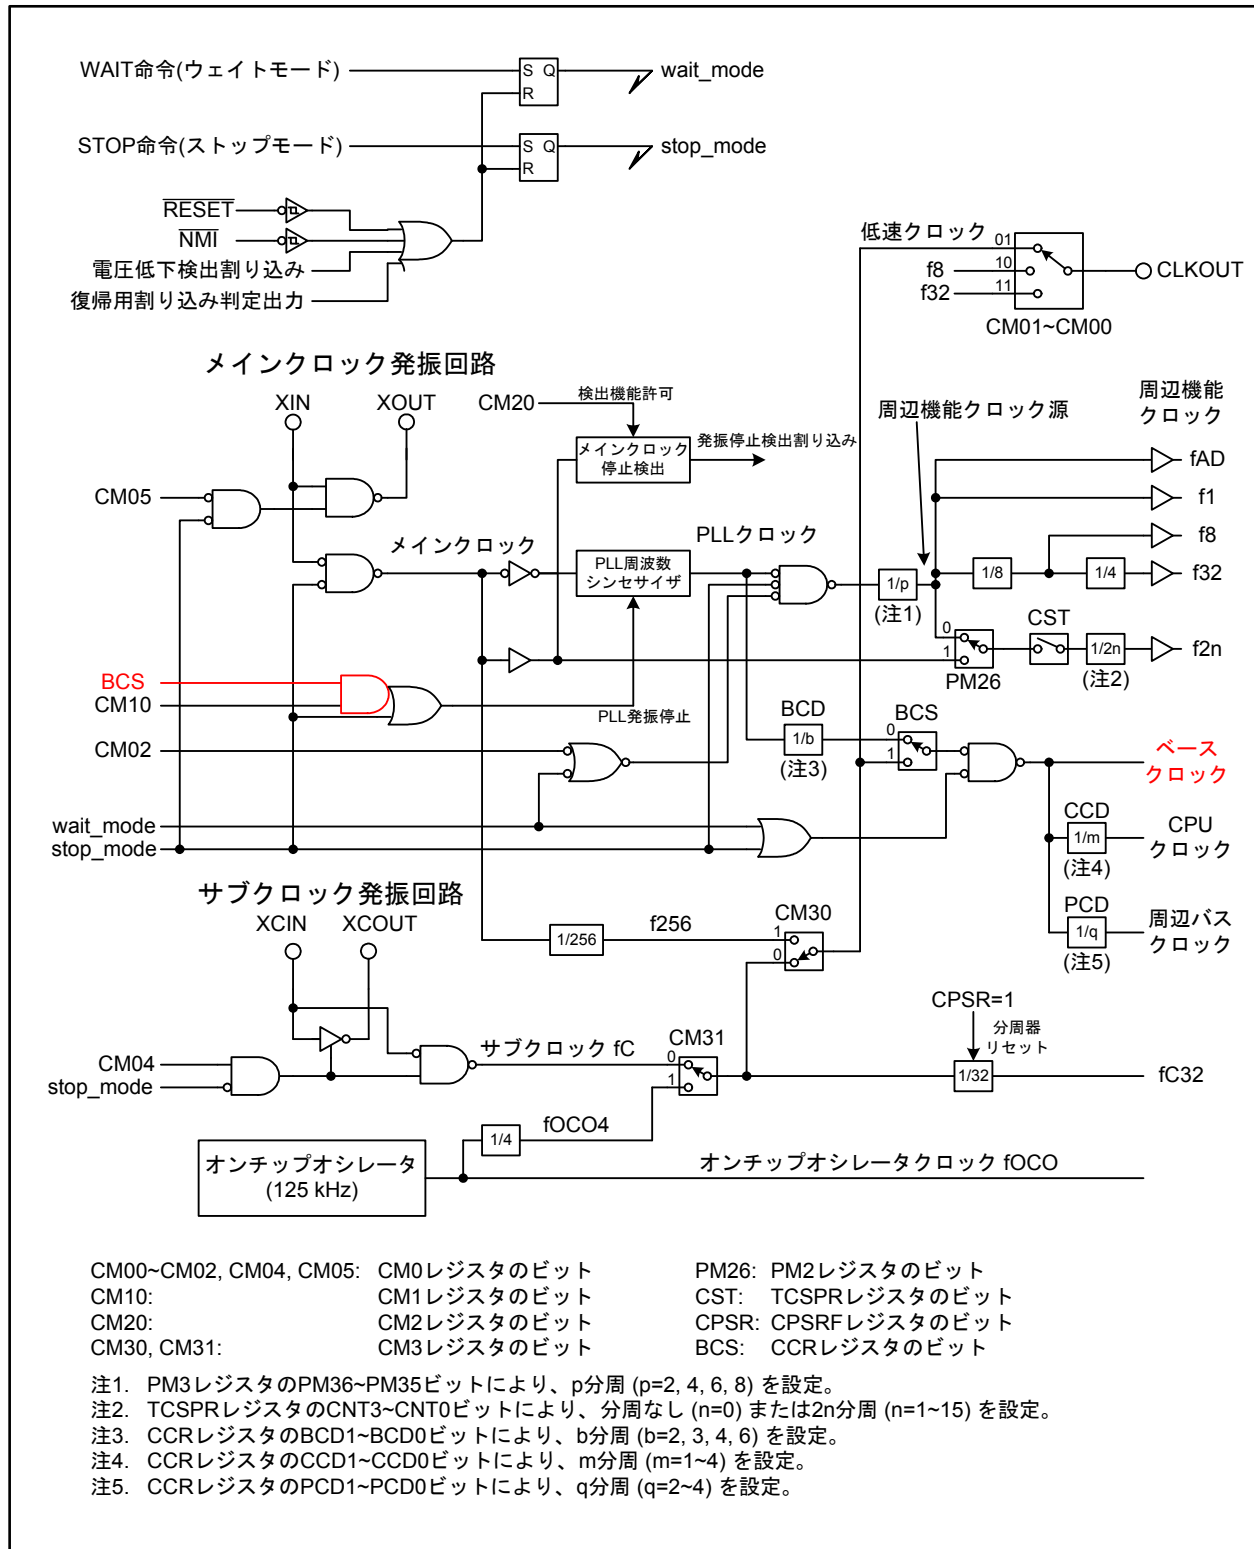 WAIT命令(ウェイトモード)
S Q
R
wait_mode
STOP命令(ストップモード)
S Q
R
stop_mode
RESET
NMI
電圧低下検出割り込み
復帰用割り込み判定出力
低速クロック
01
f8
10
f32
11
CLKOUT
CM01~CM00
メインクロック発振回路
XIN
XOUT
CM20
検出機能許可
メインクロック
停止検出
発振停止検出割り込み
周辺機能クロック源
周辺機能
クロック
fAD
f1
f8
f32
f2n
CM05
メインクロック
PLL周波数
シンセサイザ
PLLクロック
1/p
(注1)
1/8
1/4
0
1
PM26
CST
1/2n
(注2)
BCS
CM10
PLL発振停止
CM02
BCD
1/b
(注3)
BCS
0
1
ベース
クロック
wait_mode
stop_mode
CCD
1/m
(注4)
CPU
クロック
PCD
1/q
(注5)
周辺バス
クロック
サブクロック発振回路
XCIN
XCOUT
1/256
f256
CM30
1
0
CPSR=1
分周器
リセット
CM04
stop_mode
サブクロック fC
CM31
0
1
1/32
fC32
fOCO4
1/4
オンチップオシレータ
(125 kHz)
オンチップオシレータクロック fOCO
CM00~CM02, CM04, CM05: CM0レジスタのビット
CM10: CM1レジスタのビット
CM20: CM2レジスタのビット
CM30, CM31: CM3レジスタのビット
PM26: PM2レジスタのビット
CST: TCSPRレジスタのビット
CPSR: CPSRFレジスタのビット
BCS: CCRレジスタのビット
注1. PM3レジスタのPM36~PM35ビットにより、p分周 (p=2, 4, 6, 8) を設定。
注2. TCSPRレジスタのCNT3~CNT0ビットにより、分周なし (n=0) または2n分周 (n=1~15) を設定。
注3. CCRレジスタのBCD1~BCD0ビットにより、b分周 (b=2, 3, 4, 6) を設定。
注4. CCRレジスタのCCD1~CCD0ビットにより、m分周 (m=1~4) を設定。
注5. CCRレジスタのPCD1~PCD0ビットにより、q分周 (q=2~4) を設定。